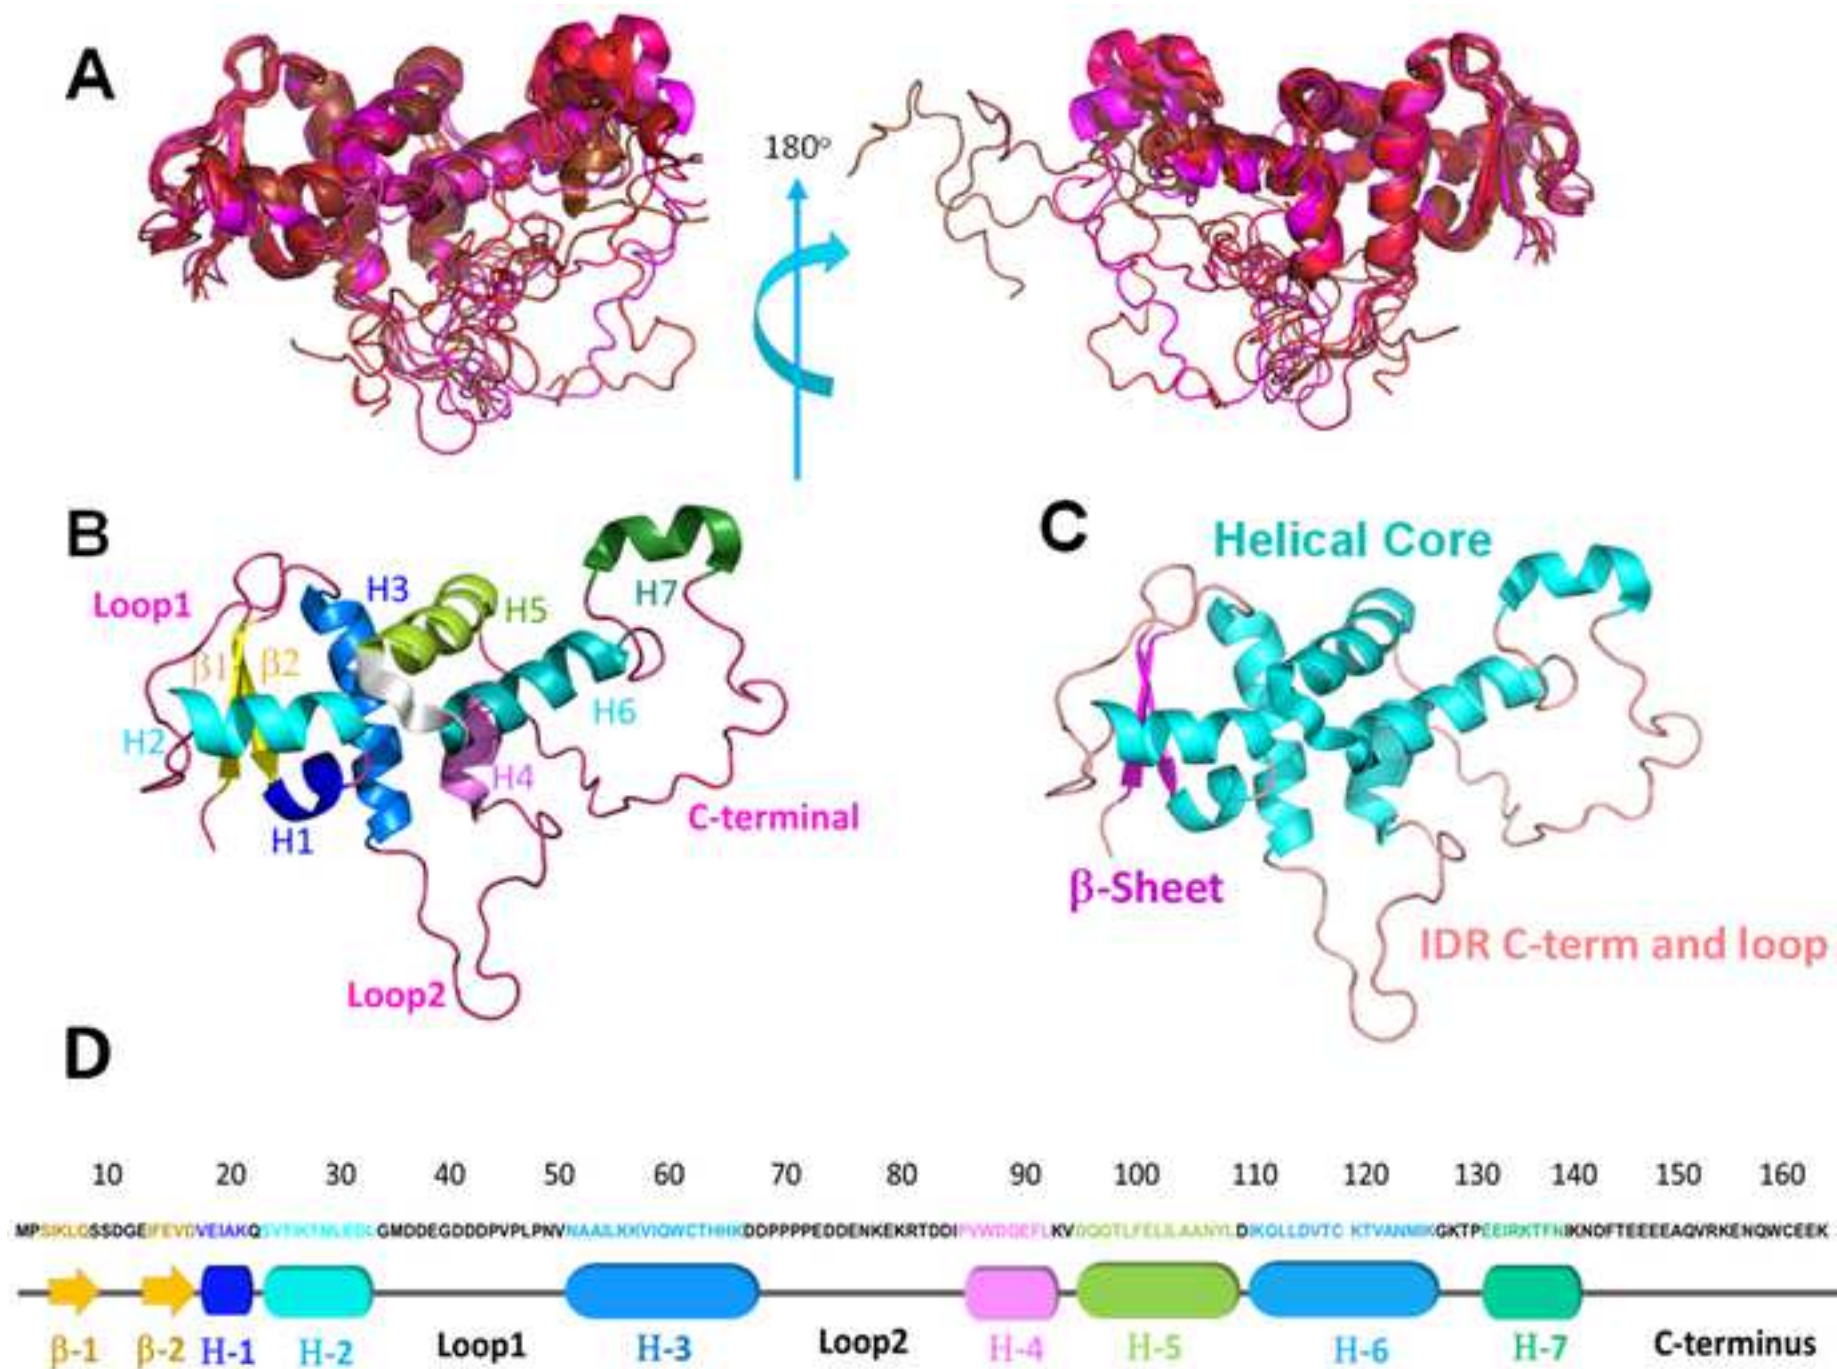 A
180°
B
Loop1
H3
H5
H7
β1
β2
H2
H6
H4
H1
C-terminal
Loop2
C
Helical Core
β-Sheet
IDR C-term and loop
D
10 20 30 40 50 60 70 80 90 100 110 120 130 140 150 160
MPSIKLQSSDGEIFEVDVEIAKQSVTIKTMLEDLGMDDEGDDDPVPLPNVNAAILKKVIQWCTHHKDDPPPPEDDENKEKRTDDIPVWDQEFLKVDQGTLFELILAANYLDIKGLLDVTC KTVANMIKGKTPEEIRKTFNIKNDFTEEEEAQVRKENQWCEEK
β-1 β-2 H-1 H-2 Loop1 H-3 Loop2 H-4 H-5 H-6 H-7 C-terminus